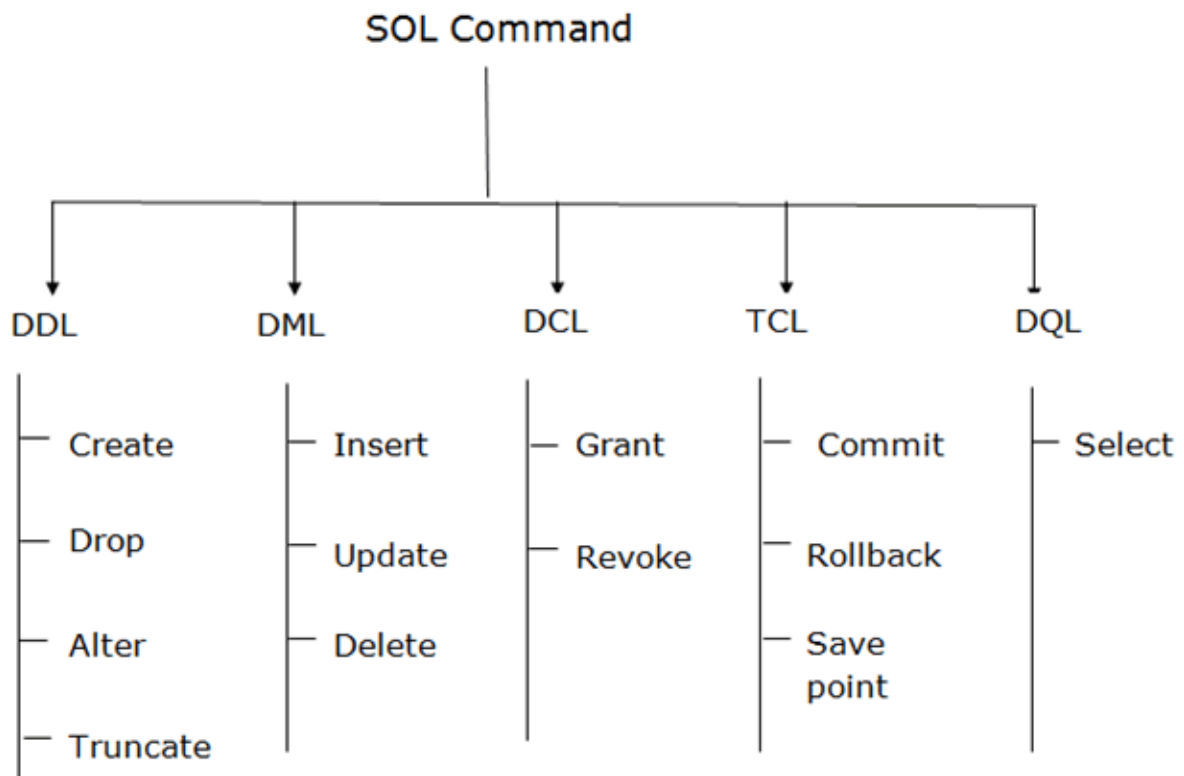 SOL Command
DDL
DML
DCL
TCL
DQL
Create
Drop
Alter
Truncate
Insert
Update
Delete
Grant
Revoke
Commit
Rollback
Save
point
Select